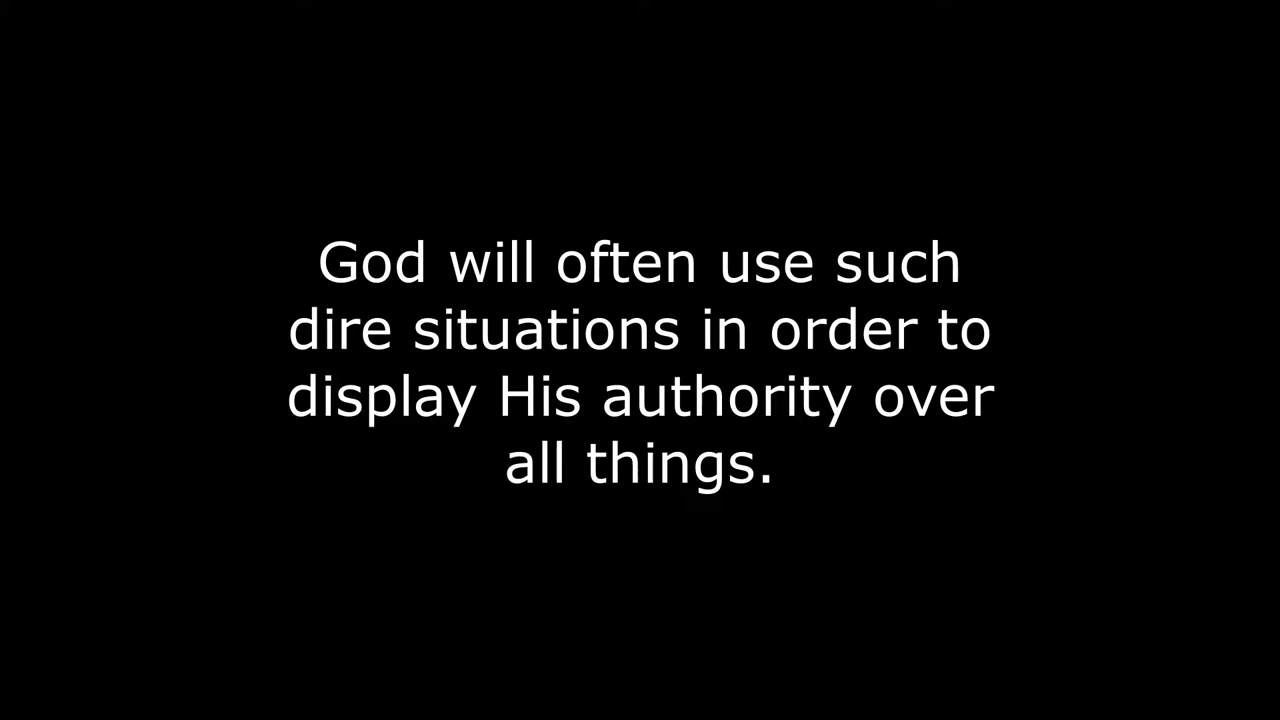 God will often use such
dire situations in order to
display His authority over
all things.